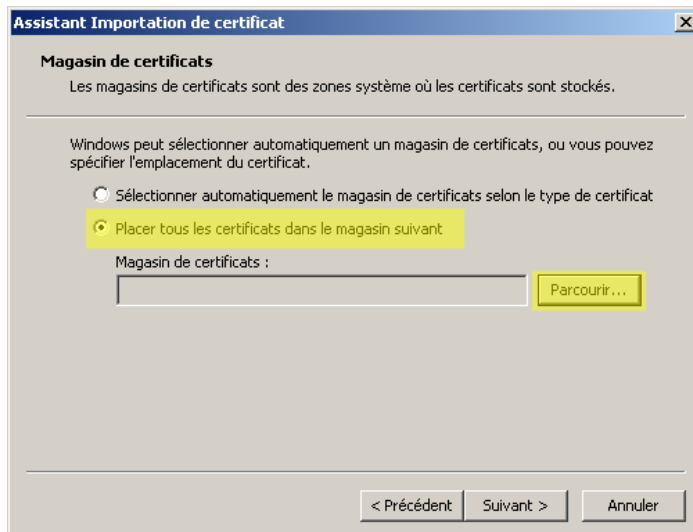 Assistant Importation de certificat
Magasin de certificats
Les magasins de certificats sont des zones système où les certificats sont stockés.
Windows peut sélectionner automatiquement un magasin de certificats, ou vous pouvez
spécifier l'emplacement du certificat.
Sélectionner automatiquement le magasin de certificats selon le type de certificat
Placer tous les certificats dans le magasin suivant
Magasin de certificats :
Parcourir...
< Précédent Suivant > Annuler